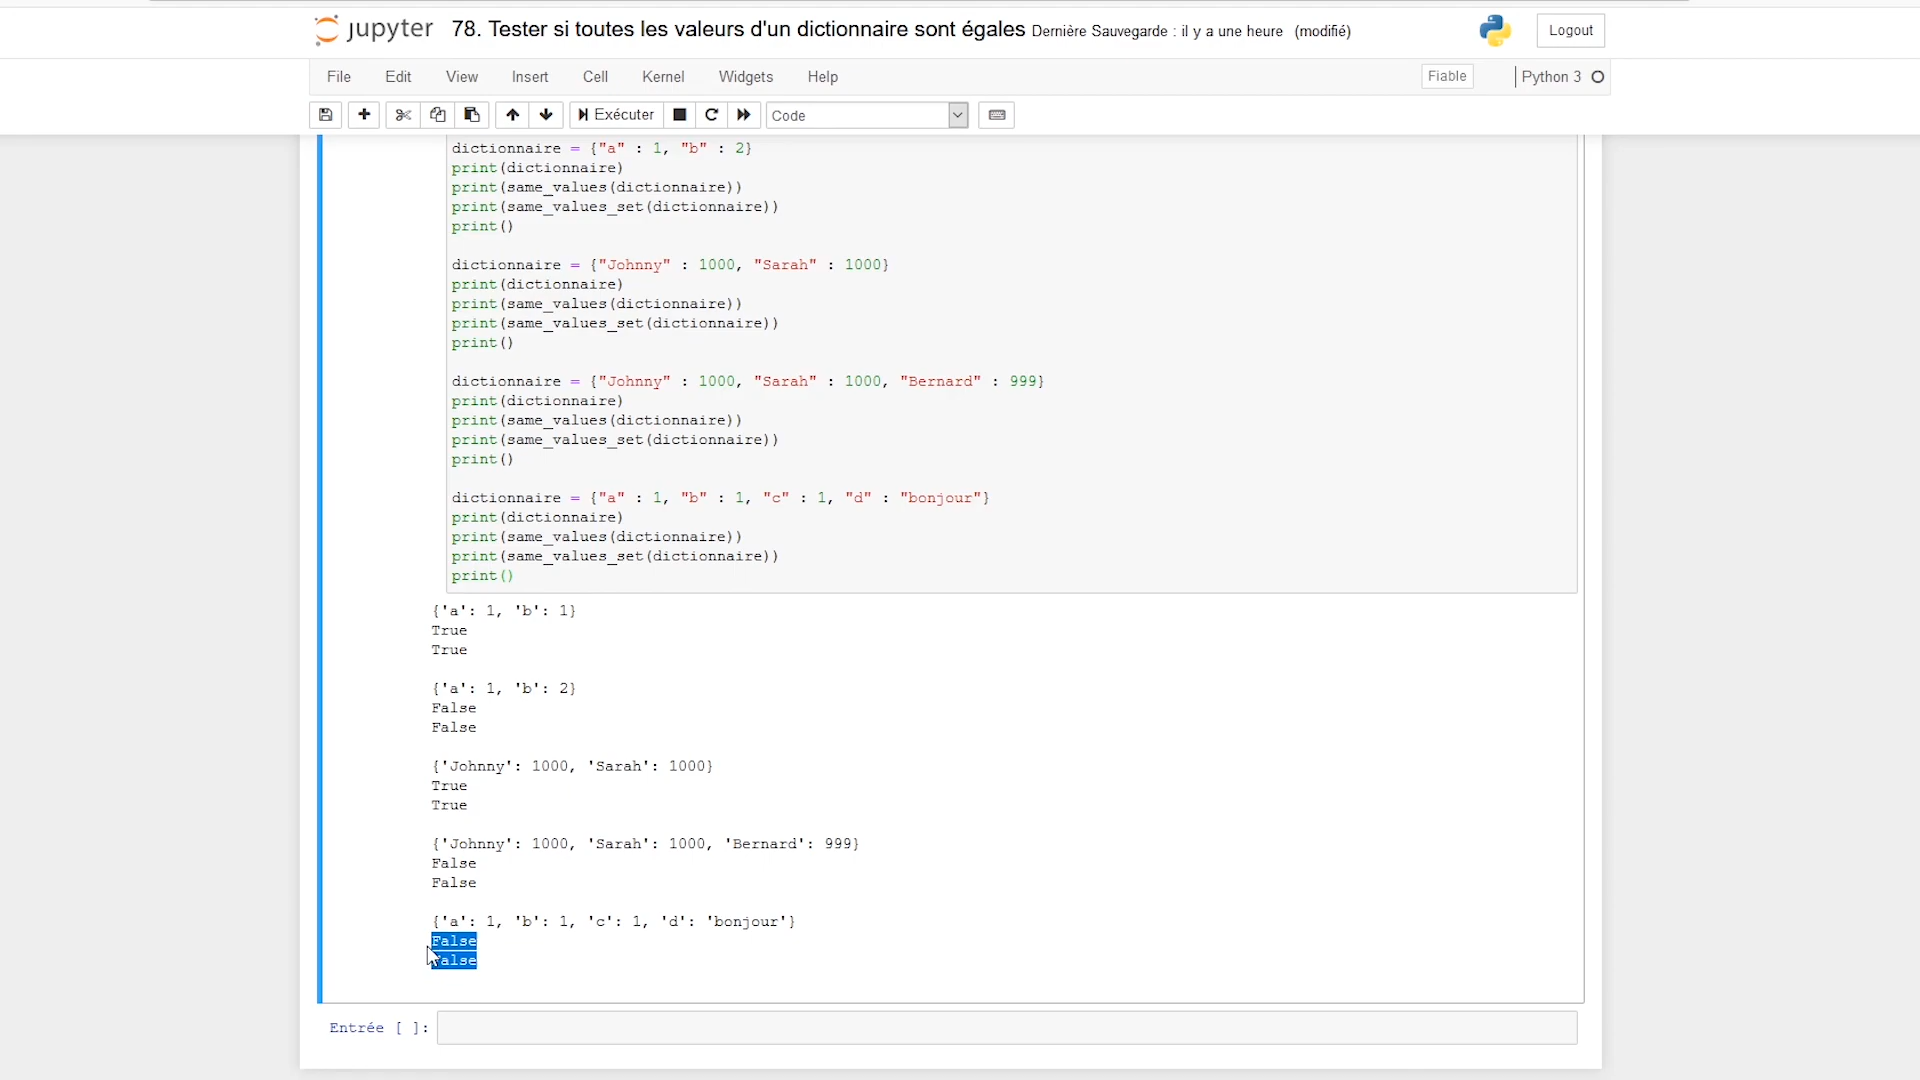 jupyter 78. Tester si toutes les valeurs d'un dictionnaire sont égales Dernière Sauvegarde : il y a une heure (modifié) Logout
File Edit View Insert Cell Kernel Widgets Help Fiable Python 3
Exécuter Code
dictionnaire = {"a" : 1, "b" : 2}
print(dictionnaire)
print(same_values(dictionnaire))
print(same_values_set(dictionnaire))
print()
dictionnaire = {"Johnny" : 1000, "Sarah" : 1000}
print(dictionnaire)
print(same_values(dictionnaire))
print(same_values_set(dictionnaire))
print()
dictionnaire = {"Johnny" : 1000, "Sarah" : 1000, "Bernard" : 999}
print(dictionnaire)
print(same_values(dictionnaire))
print(same_values_set(dictionnaire))
print()
dictionnaire = {"a" : 1, "b" : 1, "c" : 1, "d" : "bonjour"}
print(dictionnaire)
print(same_values(dictionnaire))
print(same_values_set(dictionnaire))
print()
{'a': 1, 'b': 1}
True
True
{'a': 1, 'b': 2}
False
False
{'Johnny': 1000, 'Sarah': 1000}
True
True
{'Johnny': 1000, 'Sarah': 1000, 'Bernard': 999}
False
False
{'a': 1, 'b': 1, 'c': 1, 'd': 'bonjour'}
False
False
Entrée [ ]: